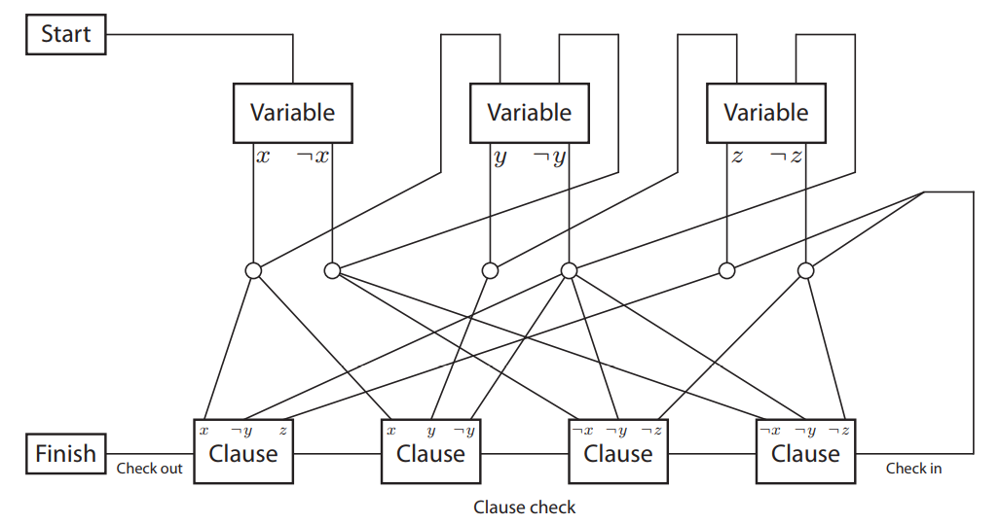 Start
Variable Variable Variable
x ¬x y ¬y z ¬z
x ¬y z x y ¬y ¬x ¬y ¬z ¬x ¬y ¬z
Finish Clause Clause Clause Clause
Check out Check in
Clause check